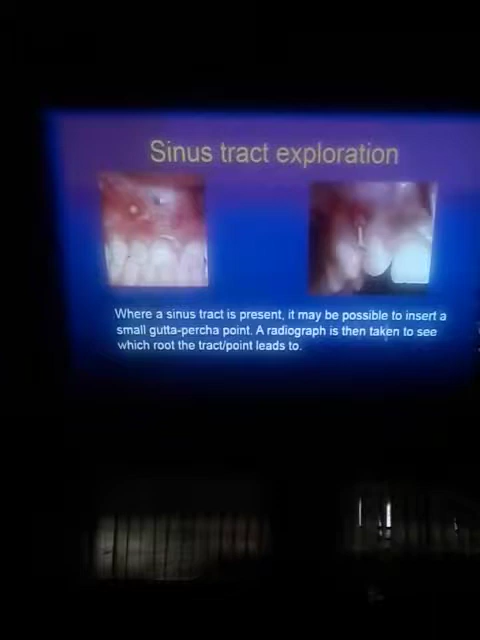 Sinus tract exploration
Where a sinus tract is present, it may be possible to insert a
small gutta-percha point. A radiograph is then taken to see
which root the tract/point leads to.